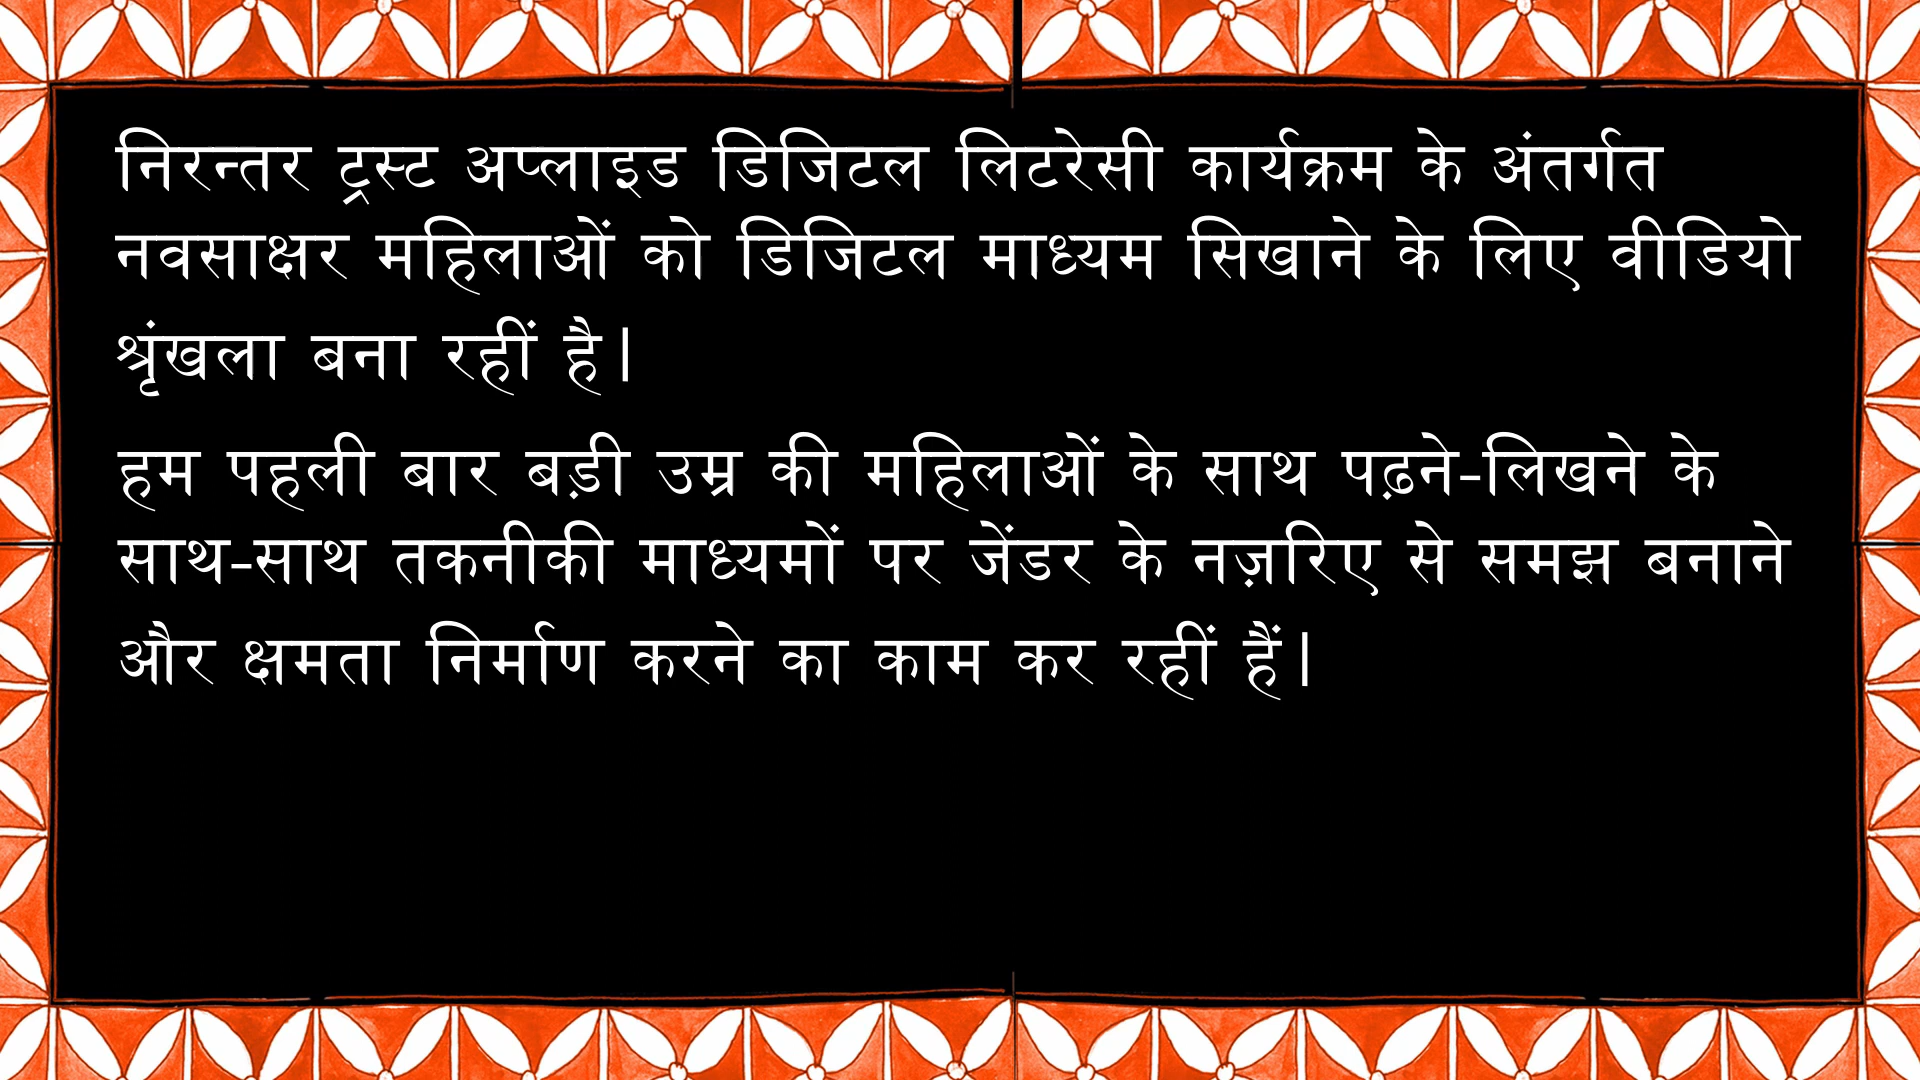 निरन्तर ट्रस्ट अप्लाइड डिजिटल लिटरेसी कार्यक्रम के अंतर्गत
नवसाक्षर महिलाओं को डिजिटल माध्यम सिखाने के लिए वीडियो
श्रृंखला बना रहीं है|
हम पहली बार बड़ी उम्र की महिलाओं के साथ पढ़ने-लिखने के
साथ-साथ तकनीकी माध्यमों पर जेंडर के नज़रिए से समझ बनाने
और क्षमता निर्माण करने का काम कर रहीं हैं|